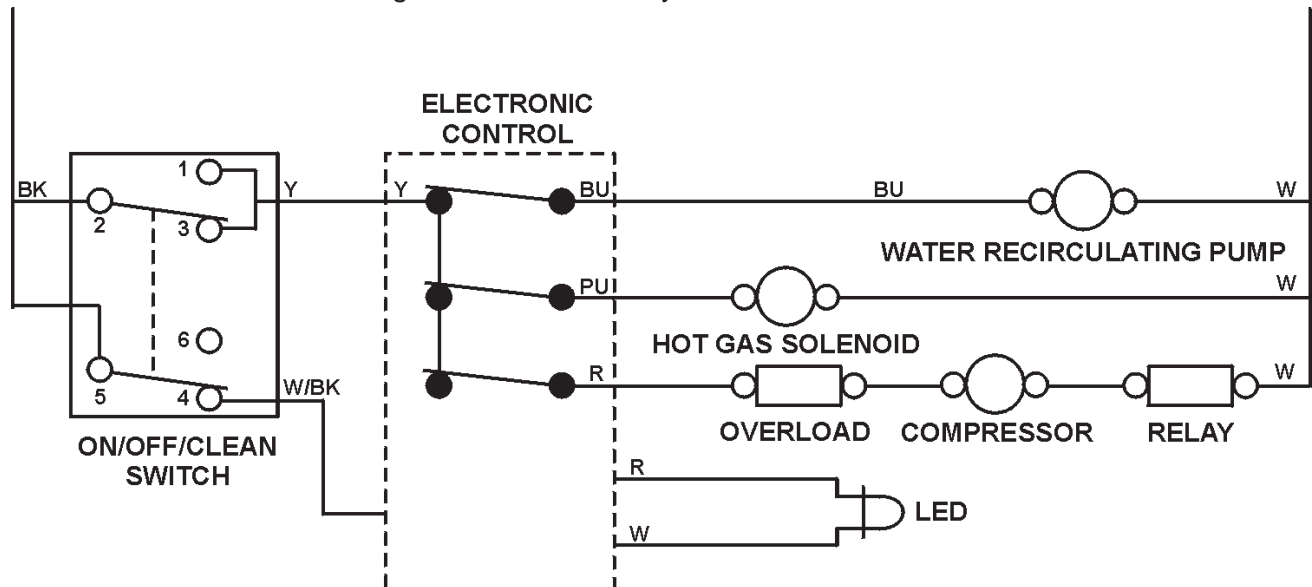 ELECTRONIC
CONTROL
BK
1
2
3
Y
Y
BU
BU
W
WATER RECIRCULATING PUMP
PU
W
6
HOT GAS SOLENOID
5
4
W/BK
R
W
ON/OFF/CLEAN
SWITCH
OVERLOAD
COMPRESSOR
RELAY
R
LED
W